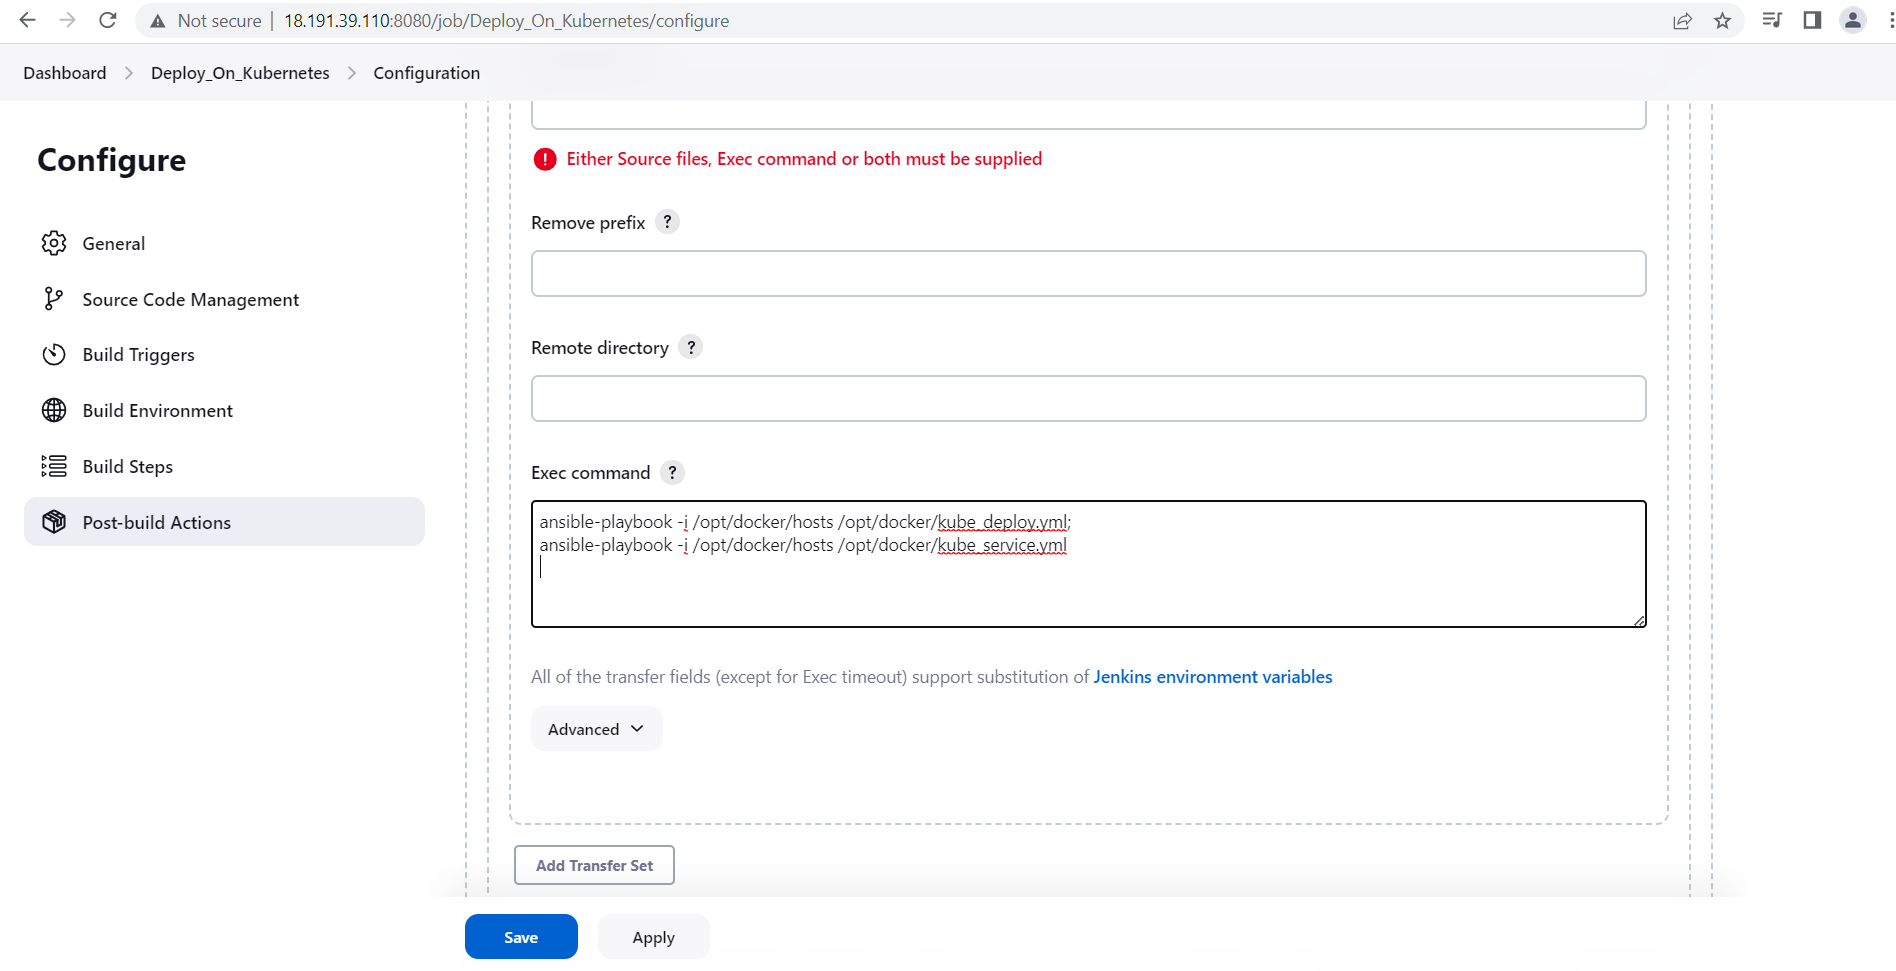 Not secure | 18.191.39.110:8080/job/Deploy_On_Kubernetes/configure
Dashboard > Deploy_On_Kubernetes > Configuration
Configure
General
Source Code Management
Build Triggers
Build Environment
Build Steps
Post-build Actions
! Either Source files, Exec command or both must be supplied
Remove prefix ?
Remote directory ?
Exec command ?
ansible-playbook -i /opt/docker/hosts /opt/docker/kube_deploy.yml;
ansible-playbook -i /opt/docker/hosts /opt/docker/kube_service.yml
All of the transfer fields (except for Exec timeout) support substitution of Jenkins environment variables
Advanced
Add Transfer Set
Save
Apply